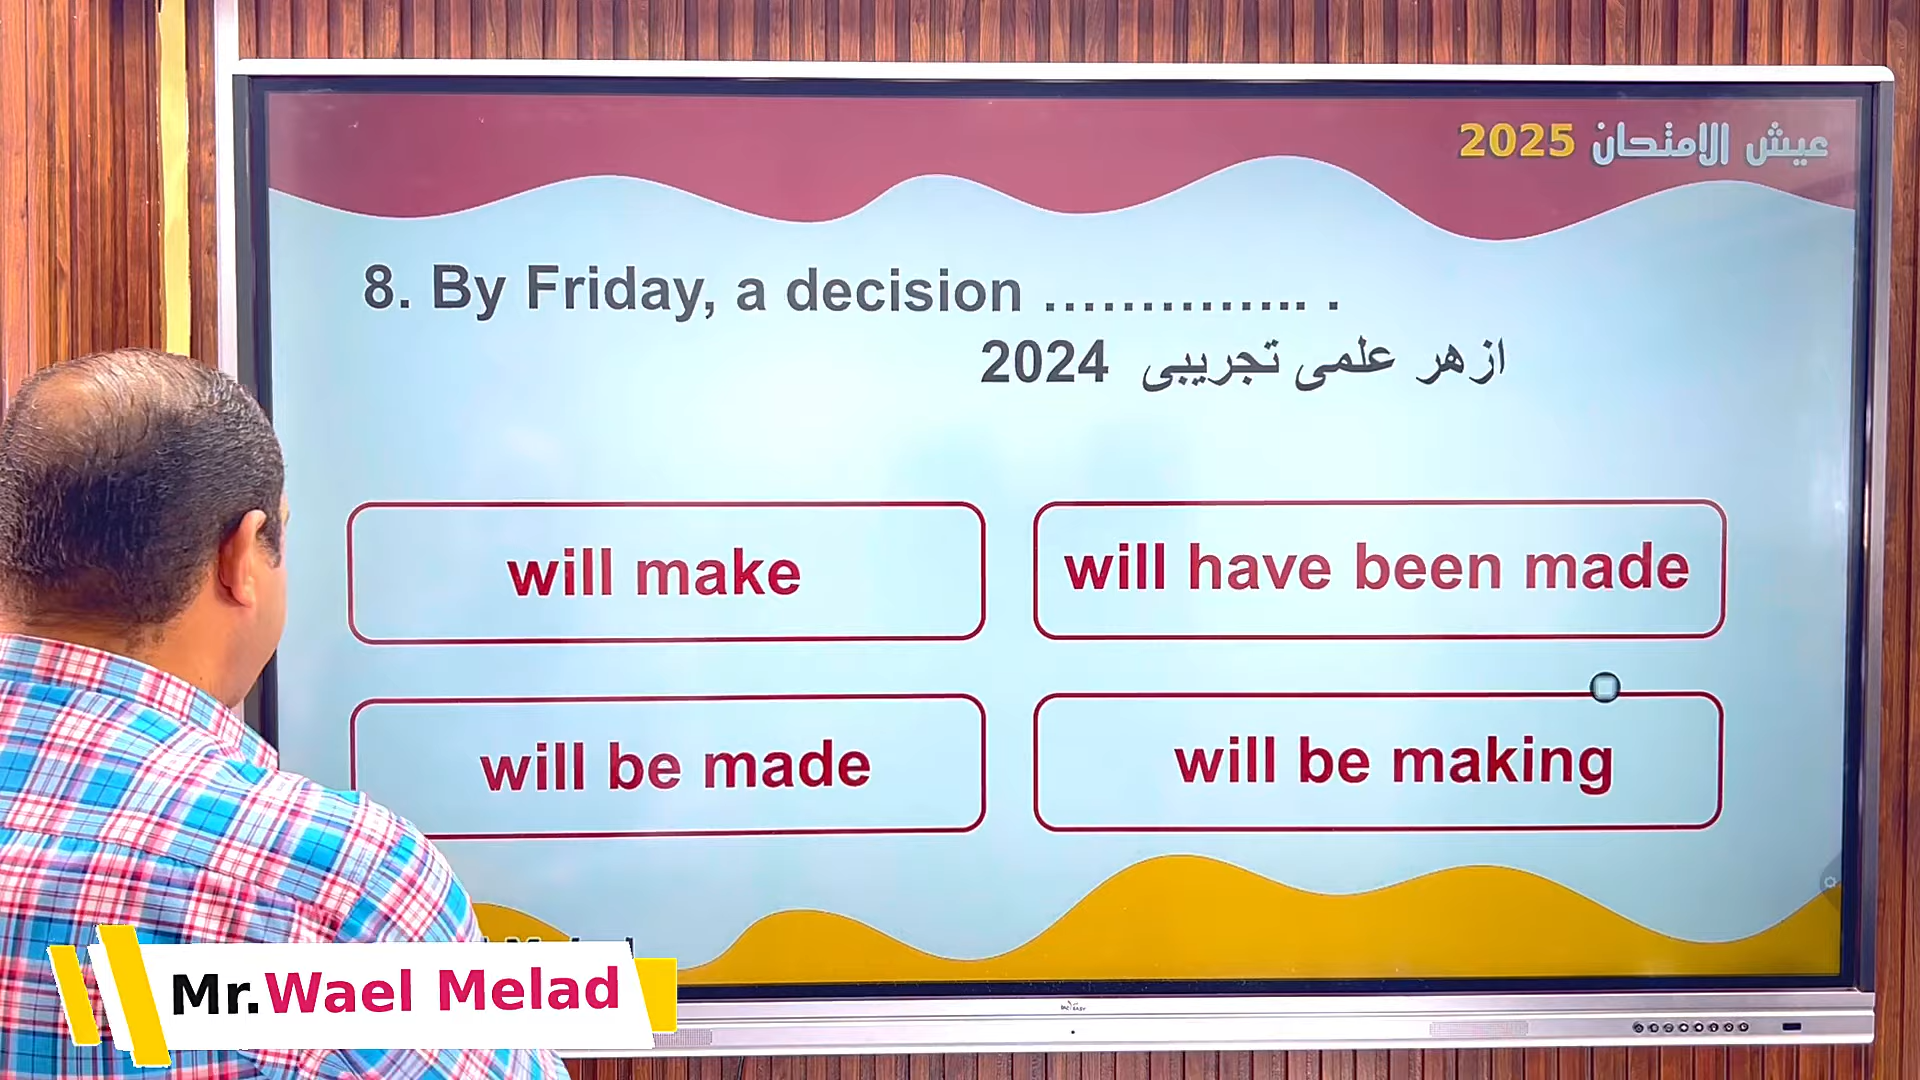 عيش الامتحان 2025
8. By Friday, a decision .............. .
ازهر علمى تجريبى 2024
will make
will have been made
will be made
will be making
Mr.Wael Melad